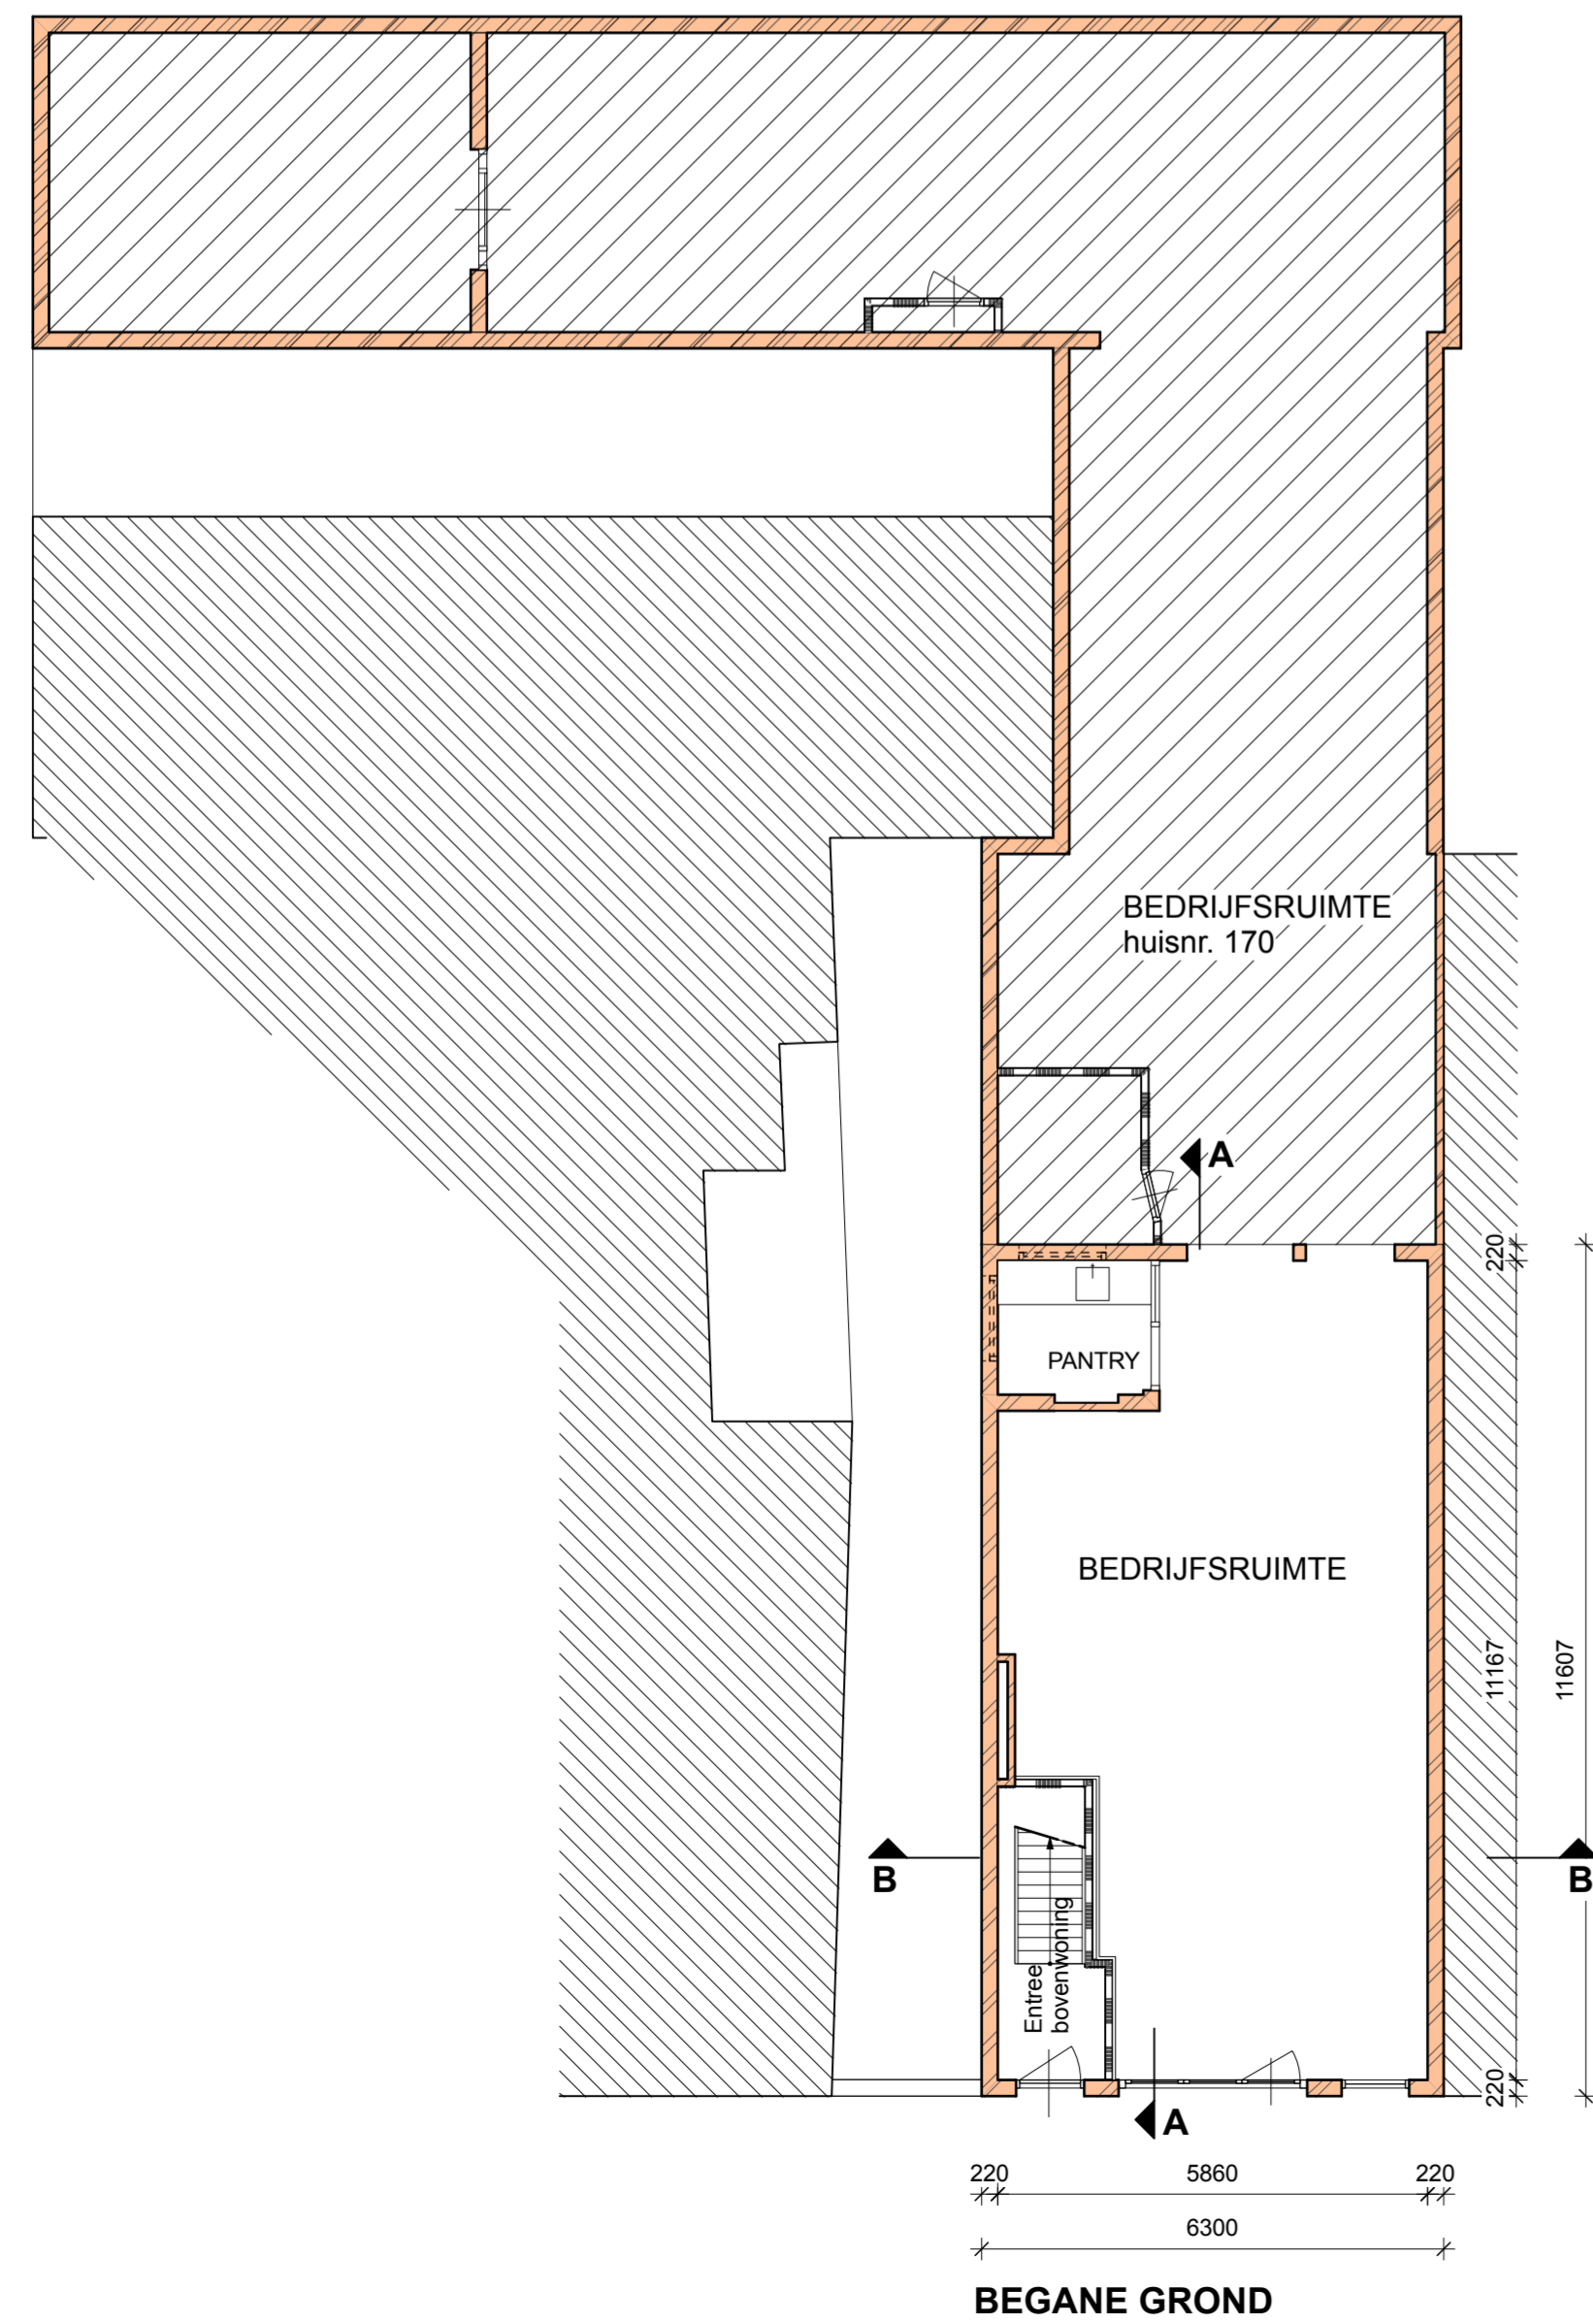 BEDRIJFSRUIMTE
huisnr. 170
A
220
PANTRY
BEDRIJFSRUIMTE
11167
11607
B
B
Entree
bovenwoning
220
A
220
5860
220
6300
BEGANE GROND